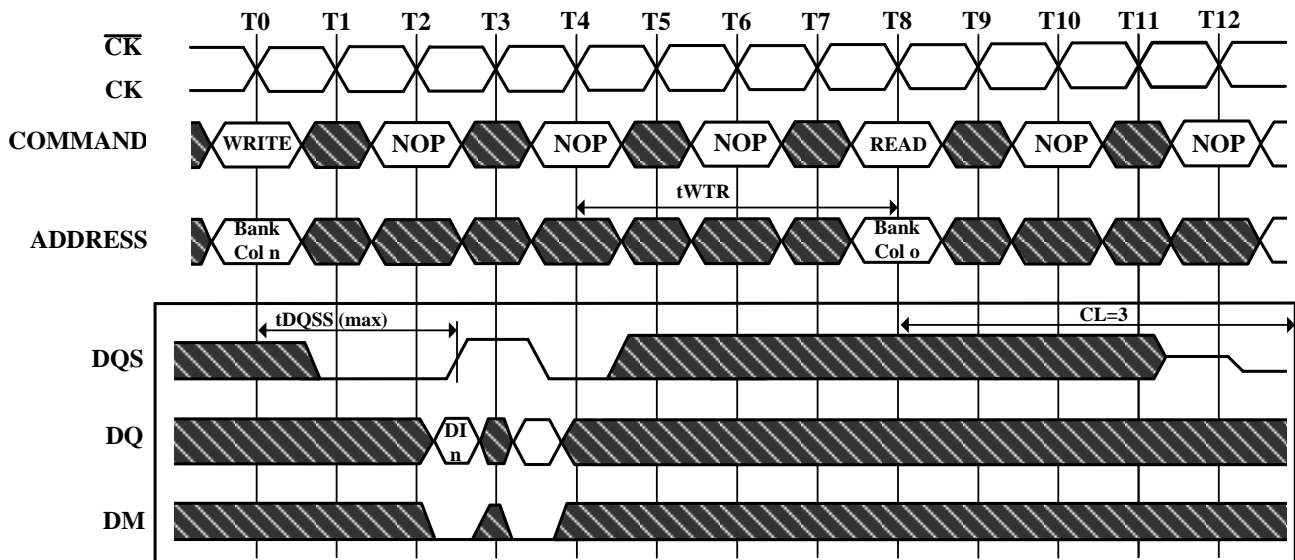 T0 T1 T2 T3 T4 T5 T6 T7 T8 T9 T10 T11 T12
CK
CK
COMMAND WRITE NOP NOP NOP READ NOP NOP
tWTR
ADDRESS Bank Col n Bank Col o
tDQSS (max) CL=3
DQS
DQ DI n
DM